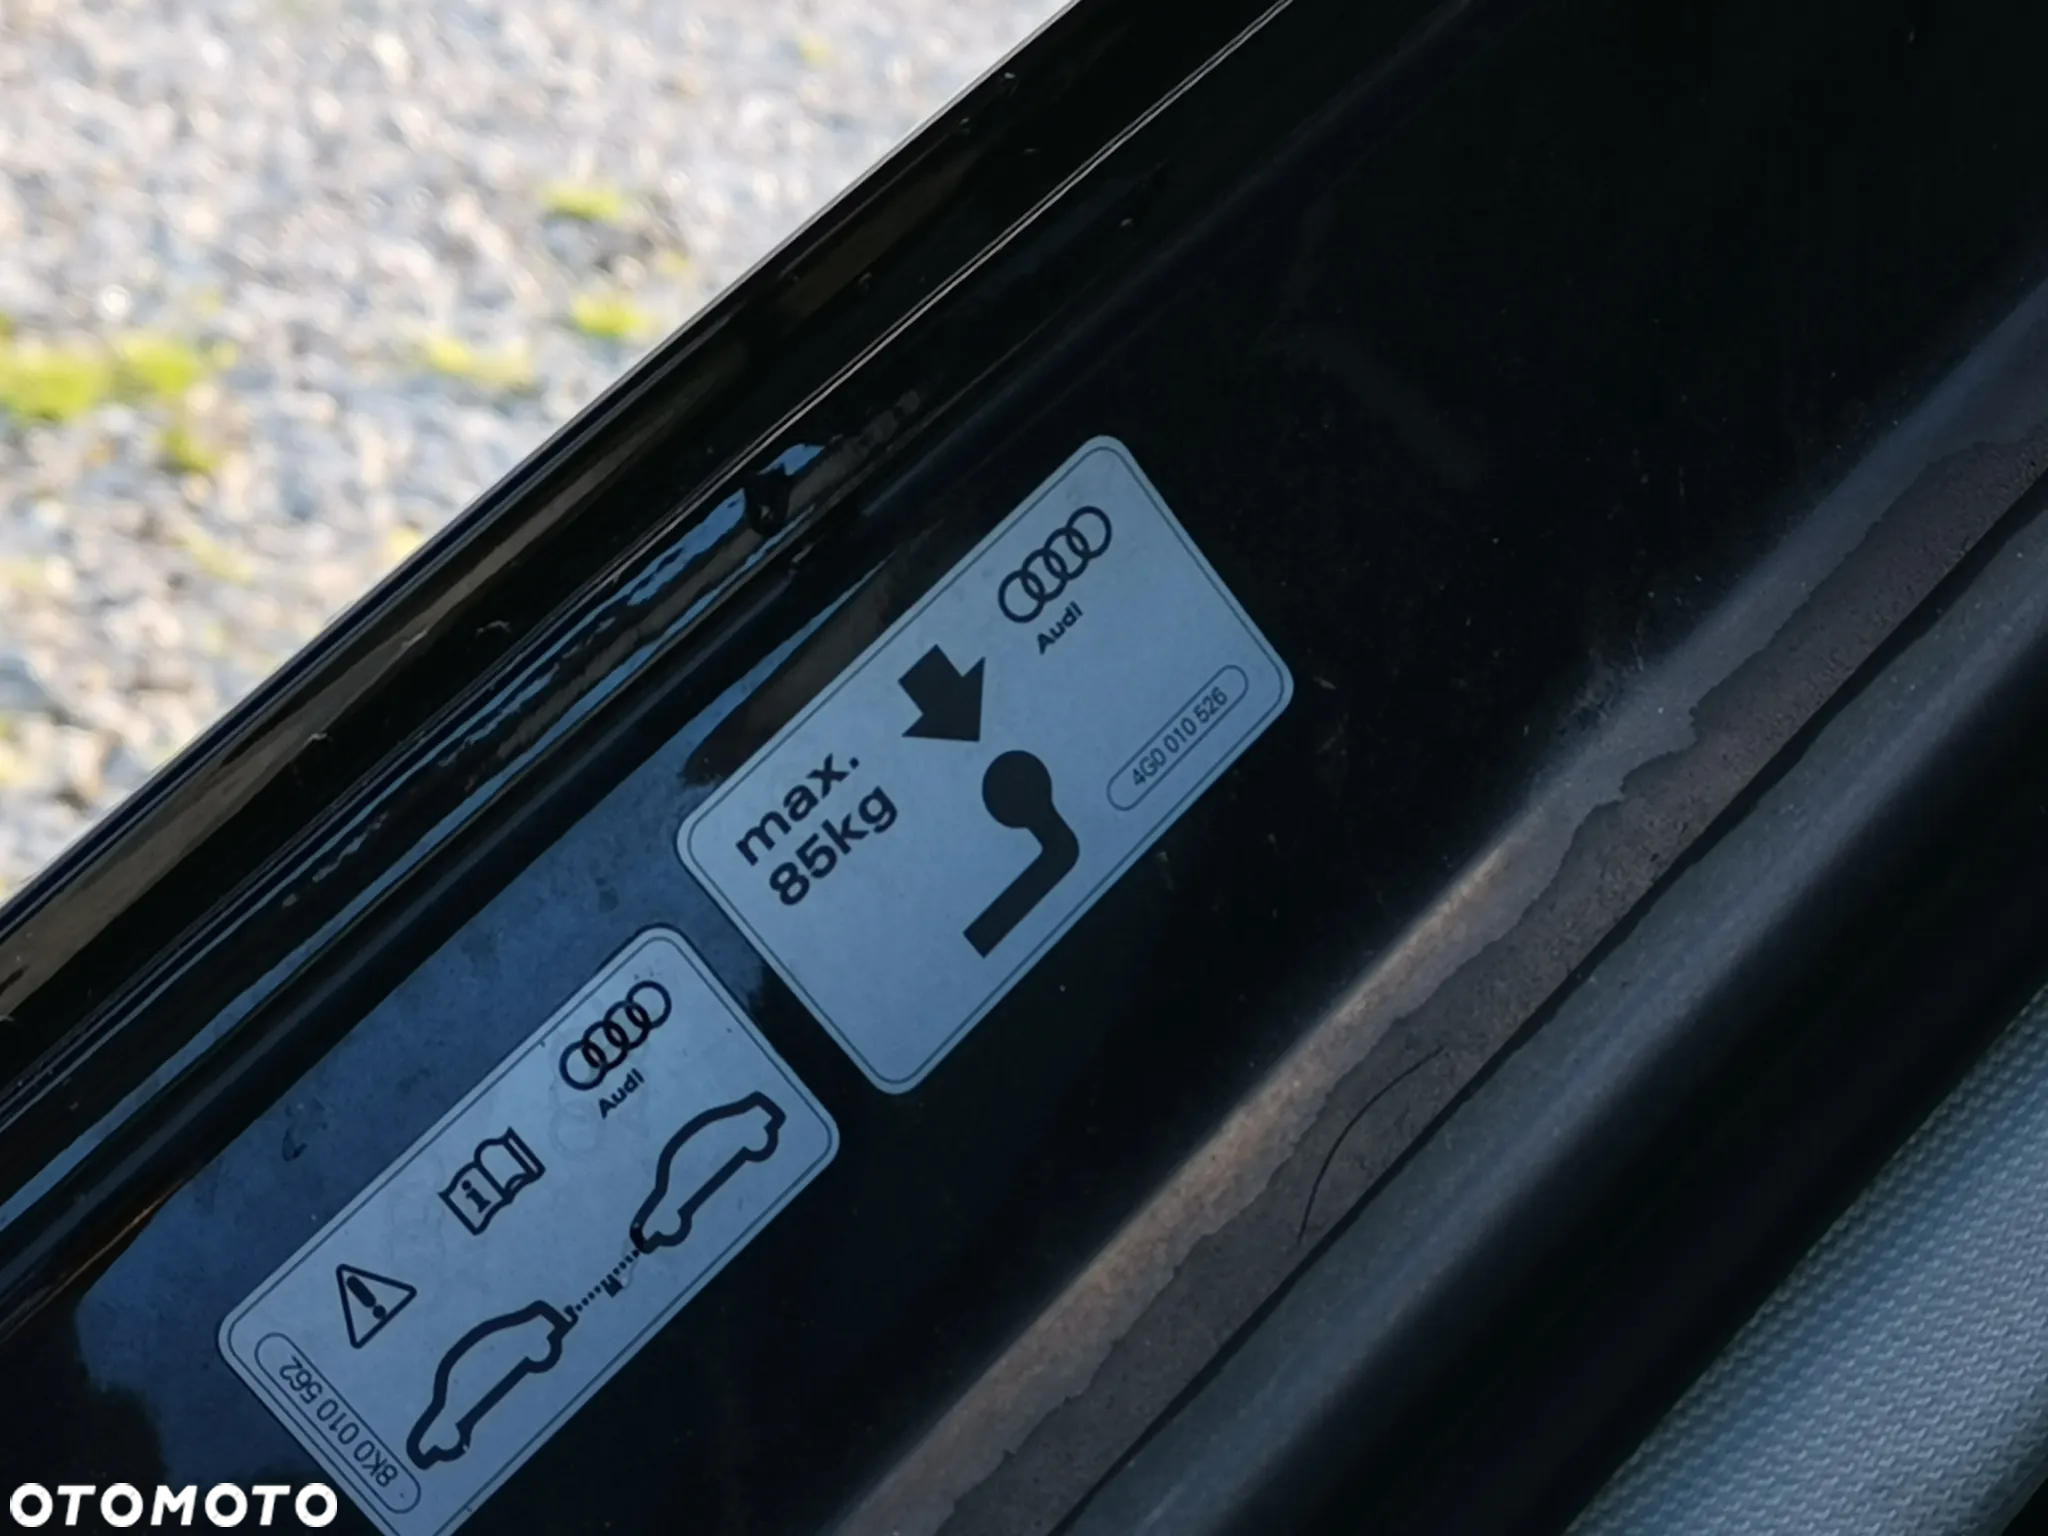 Audi
max.
85kg
4G0 010 526
Audi
i
8K0 010 562
OTOMOTO